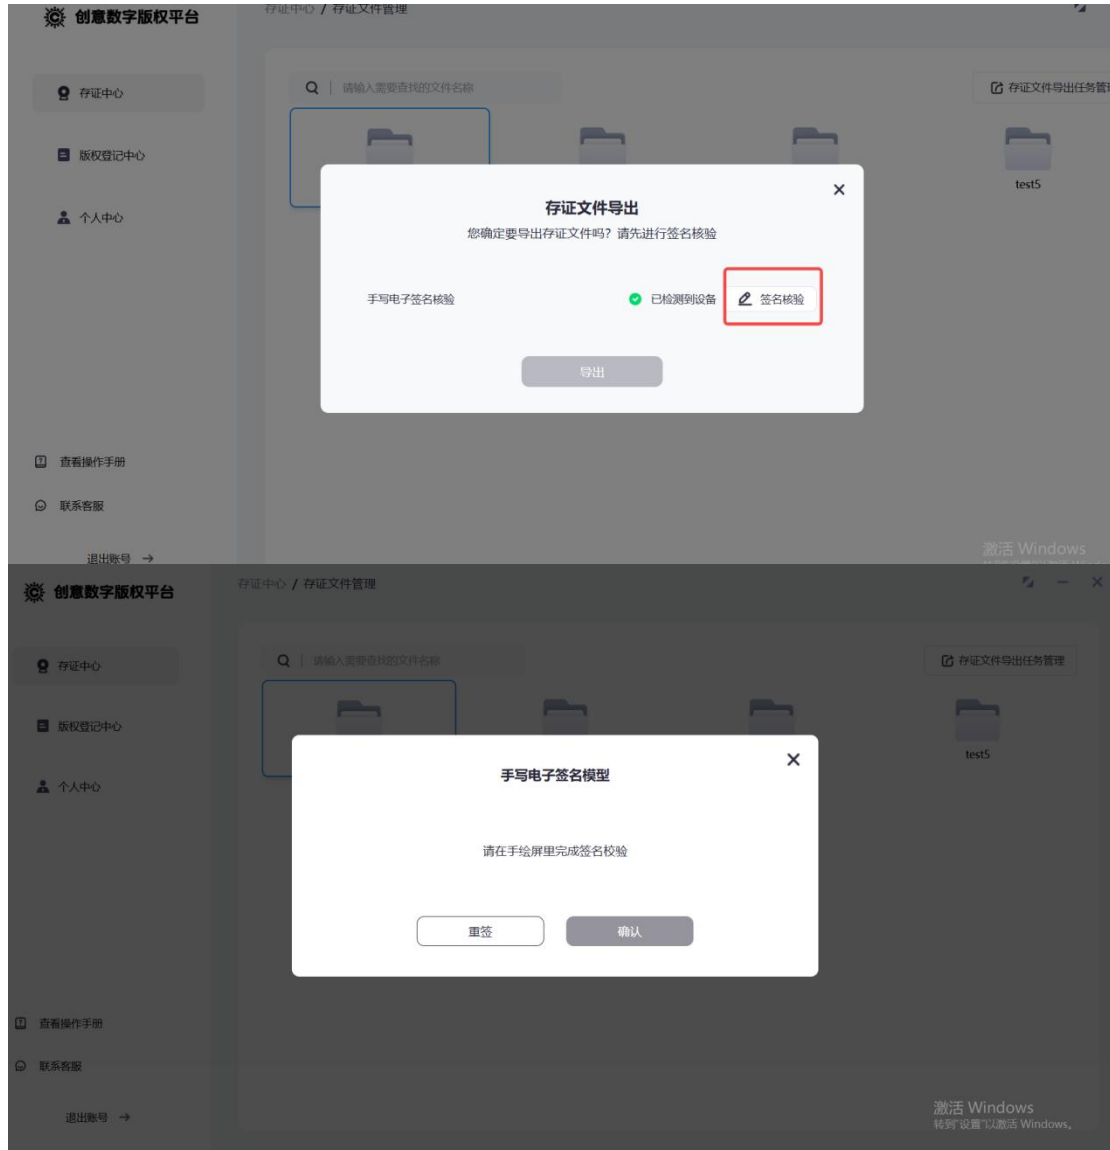 创意数字版权平台
存证中心 / 存证文件管理
请输入需要查找的文件名称
存证文件导出任务管
存证中心
版权登记中心
个人中心
test5
存证文件导出
您确定要导出存证文件吗？请先进行签名核验
手写电子签名核验
已检测到设备
签名核验
导出
查看操作手册
联系客服
退出账号 →
激活 Windows
创意数字版权平台
存证中心 / 存证文件管理
请输入需要查找的文件名称
存证文件导出任务管理
存证中心
版权登记中心
个人中心
test5
手写电子签名模型
请在手绘屏里完成签名校验
重签
确认
查看操作手册
联系客服
退出账号 →
激活 Windows
转到"设置"以激活 Windows。